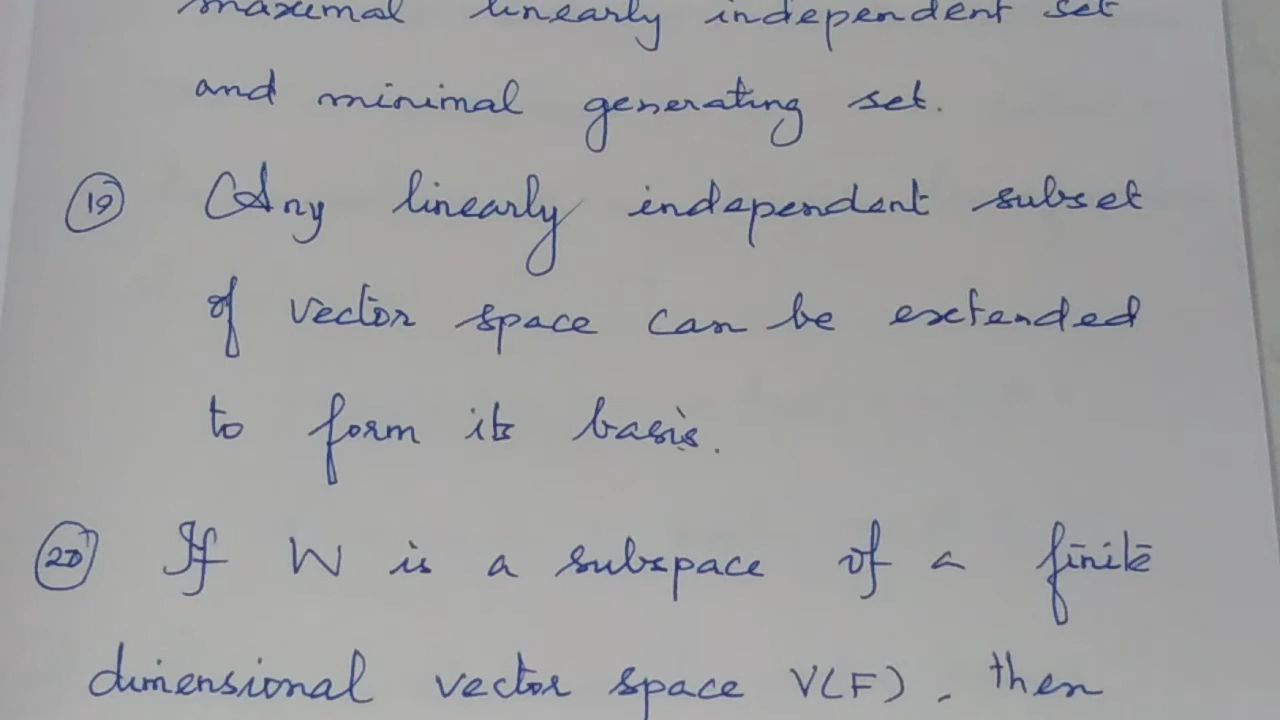 maximal linearly independent set
and minimal generating set.
19 Any linearly independent subset
of vector space can be extended
to form its basis.
20 If W is a subspace of a finite
dimensional vector space V(F), then